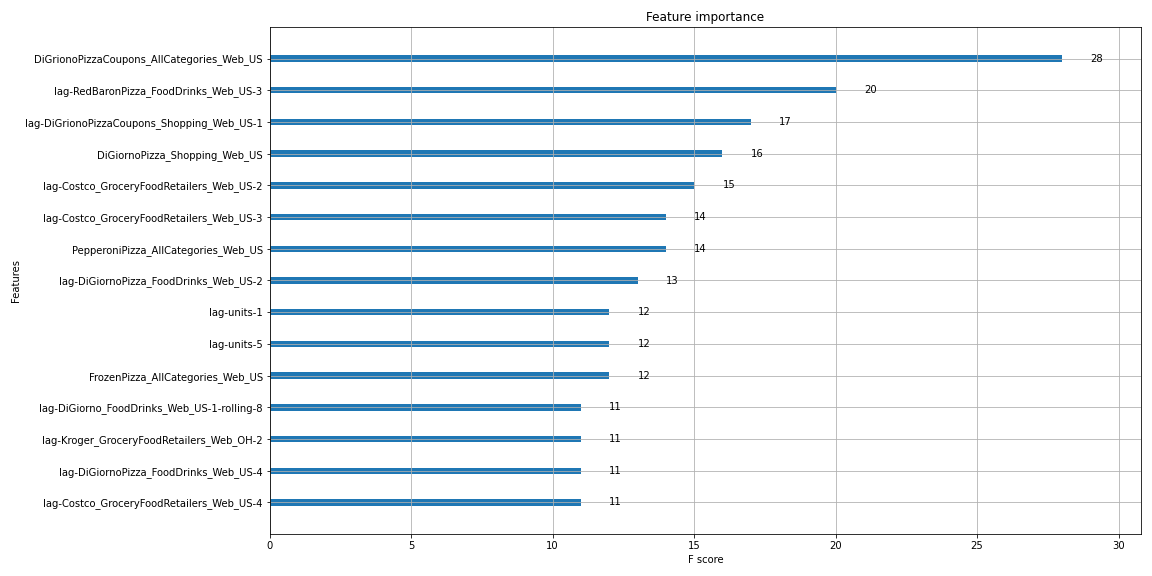 Feature importance
DiGrionoPizzaCoupons_AllCategories_Web_US 28
lag-RedBaronPizza_FoodDrinks_Web_US-3 20
lag-DiGrionoPizzaCoupons_Shopping_Web_US-1 17
DiGiornoPizza_Shopping_Web_US 16
lag-Costco_GroceryFoodRetailers_Web_US-2 15
lag-Costco_GroceryFoodRetailers_Web_US-3 14
PepperoniPizza_AllCategories_Web_US 14
lag-DiGiornoPizza_FoodDrinks_Web_US-2 13
lag-units-1 12
lag-units-5 12
FrozenPizza_AllCategories_Web_US 12
lag-DiGiorno_FoodDrinks_Web_US-1-rolling-8 11
lag-Kroger_GroceryFoodRetailers_Web_OH-2 11
lag-DiGiornoPizza_FoodDrinks_Web_US-4 11
lag-Costco_GroceryFoodRetailers_Web_US-4 11
Features
0 5 10 15 20 25 30
F score